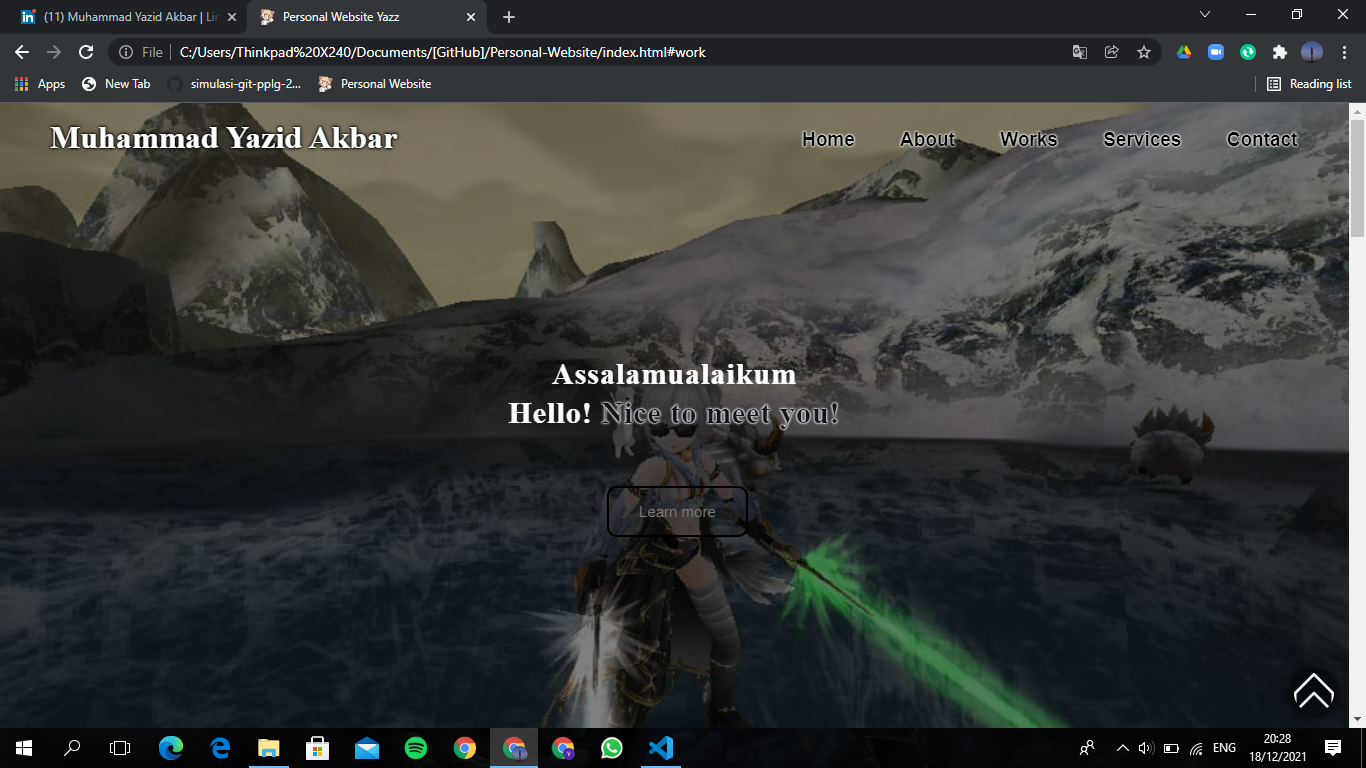 (11) Muhammad Yazid Akbar | Lir
Personal Website Yazz
File
C:/Users/Thinkpad%20X240/Documents/[GitHub]/Personal-Website/index.html#work
Apps
New Tab
simulasi-git-pplg-2...
Personal Website
Reading list
Muhammad Yazid Akbar
Home
About
Works
Services
Contact
Assalamualaikum
Hello! Nice to meet you!
Learn more
ENG
20:28
18/12/2021